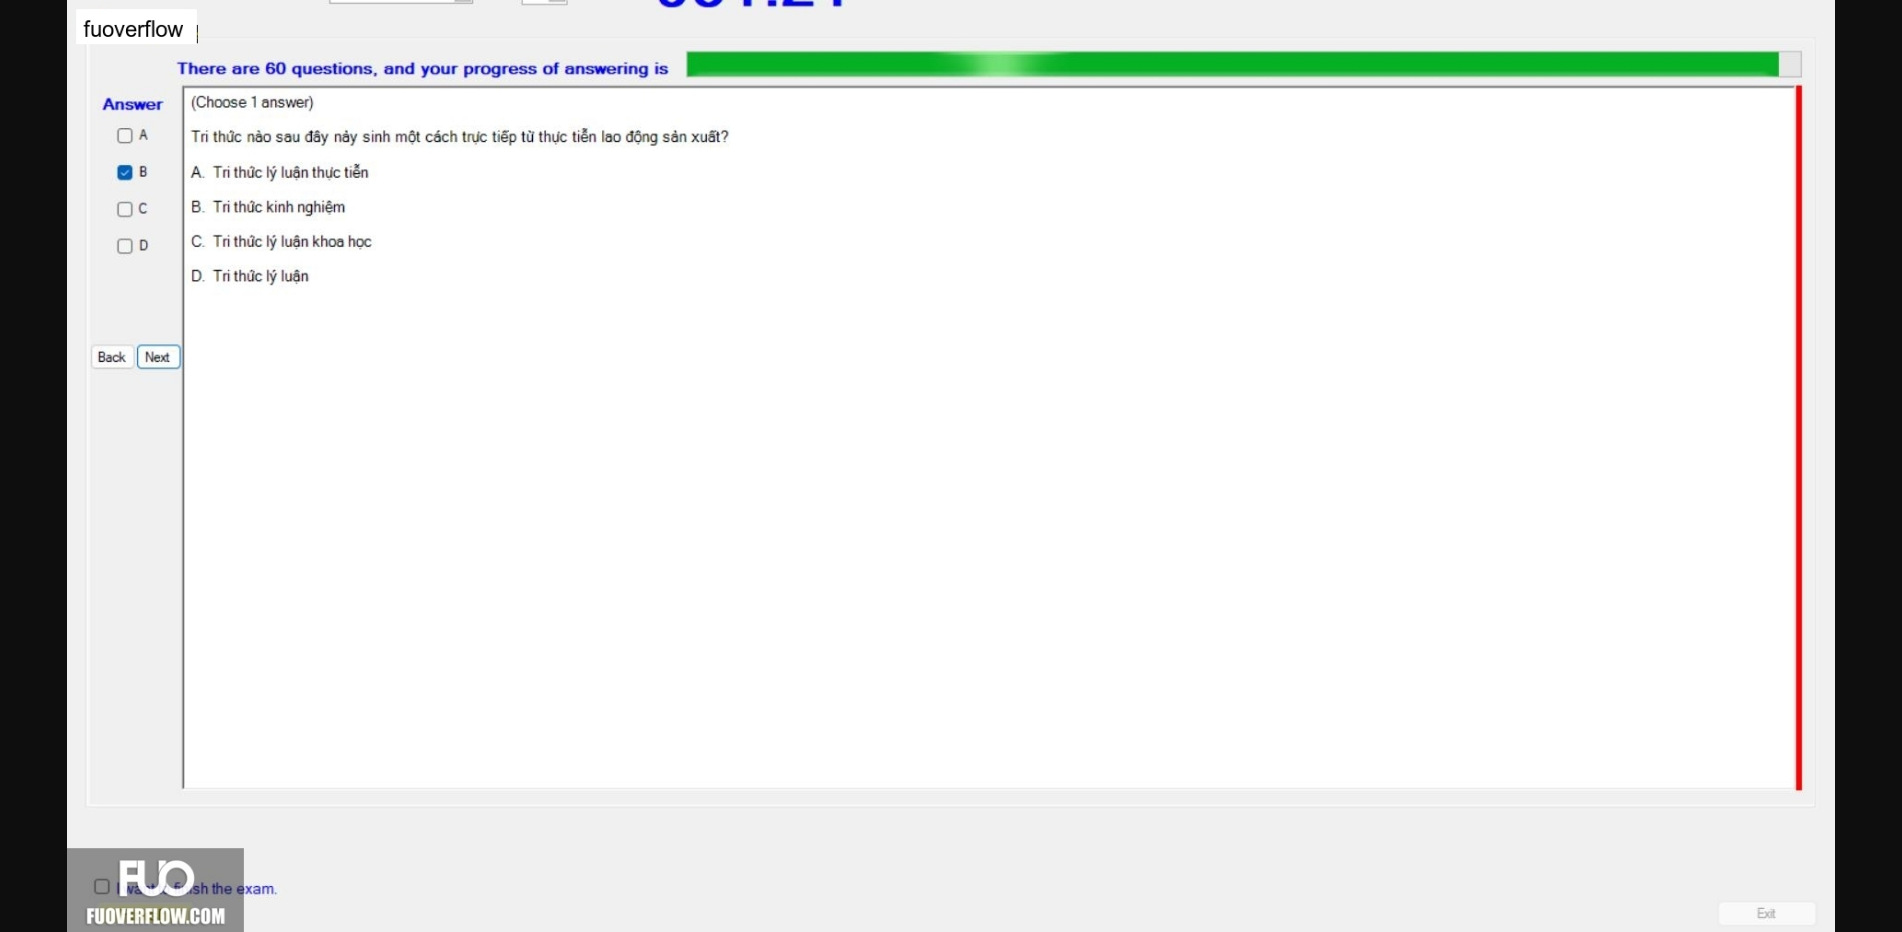 fuoverflow
There are 60 questions, and your progress of answering is
Answer
(Choose 1 answer)
A
Tri thức nào sau đây nảy sinh một cách trực tiếp từ thực tiễn lao động sản xuất?
B
A. Tri thức lý luận thực tiễn
C
B. Tri thức kinh nghiệm
D
C. Tri thức lý luận khoa học
D. Tri thức lý luận
Back Next
FUO
the exam.
FUOVERFLOW.COM
Exit